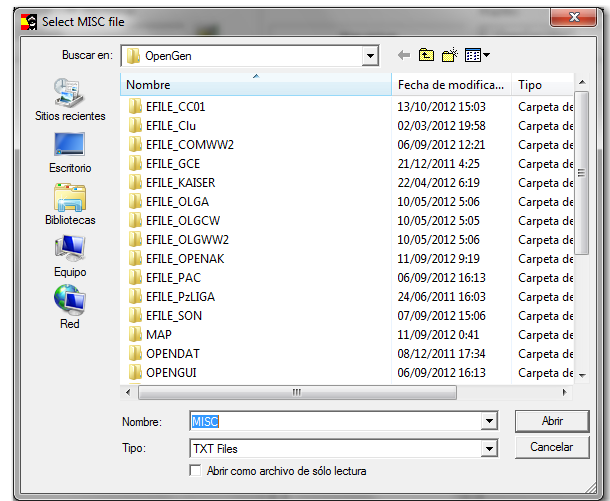 Select MISC file
Buscar en: OpenGen
Nombre Fecha de modifica... Tipo
EFILE_CC01 13/10/2012 15:03 Carpeta de
EFILE_Clu 02/03/2012 19:58 Carpeta de
EFILE_COMWW2 06/09/2012 12:21 Carpeta de
EFILE_GCE 21/12/2011 4:25 Carpeta de
EFILE_KAISER 22/04/2012 6:19 Carpeta de
EFILE_OLGA 10/05/2012 5:06 Carpeta de
EFILE_OLGCW 10/05/2012 5:05 Carpeta de
EFILE_OLGWW2 10/05/2012 5:06 Carpeta de
EFILE_OPENAK 11/09/2012 9:19 Carpeta de
EFILE_PAC 06/09/2012 16:13 Carpeta de
EFILE_PzLIGA 24/06/2011 16:03 Carpeta de
EFILE_SON 07/09/2012 15:06 Carpeta de
MAP 11/09/2012 0:41 Carpeta de
OPENDAT 08/12/2011 17:34 Carpeta de
OPENGUI 06/09/2012 16:13 Carpeta de
Sitios recientes
Escritorio
Bibliotecas
Equipo
Red
Nombre: MISC Abrir
Tipo: TXT Files Cancelar
Abrir como archivo de sólo lectura